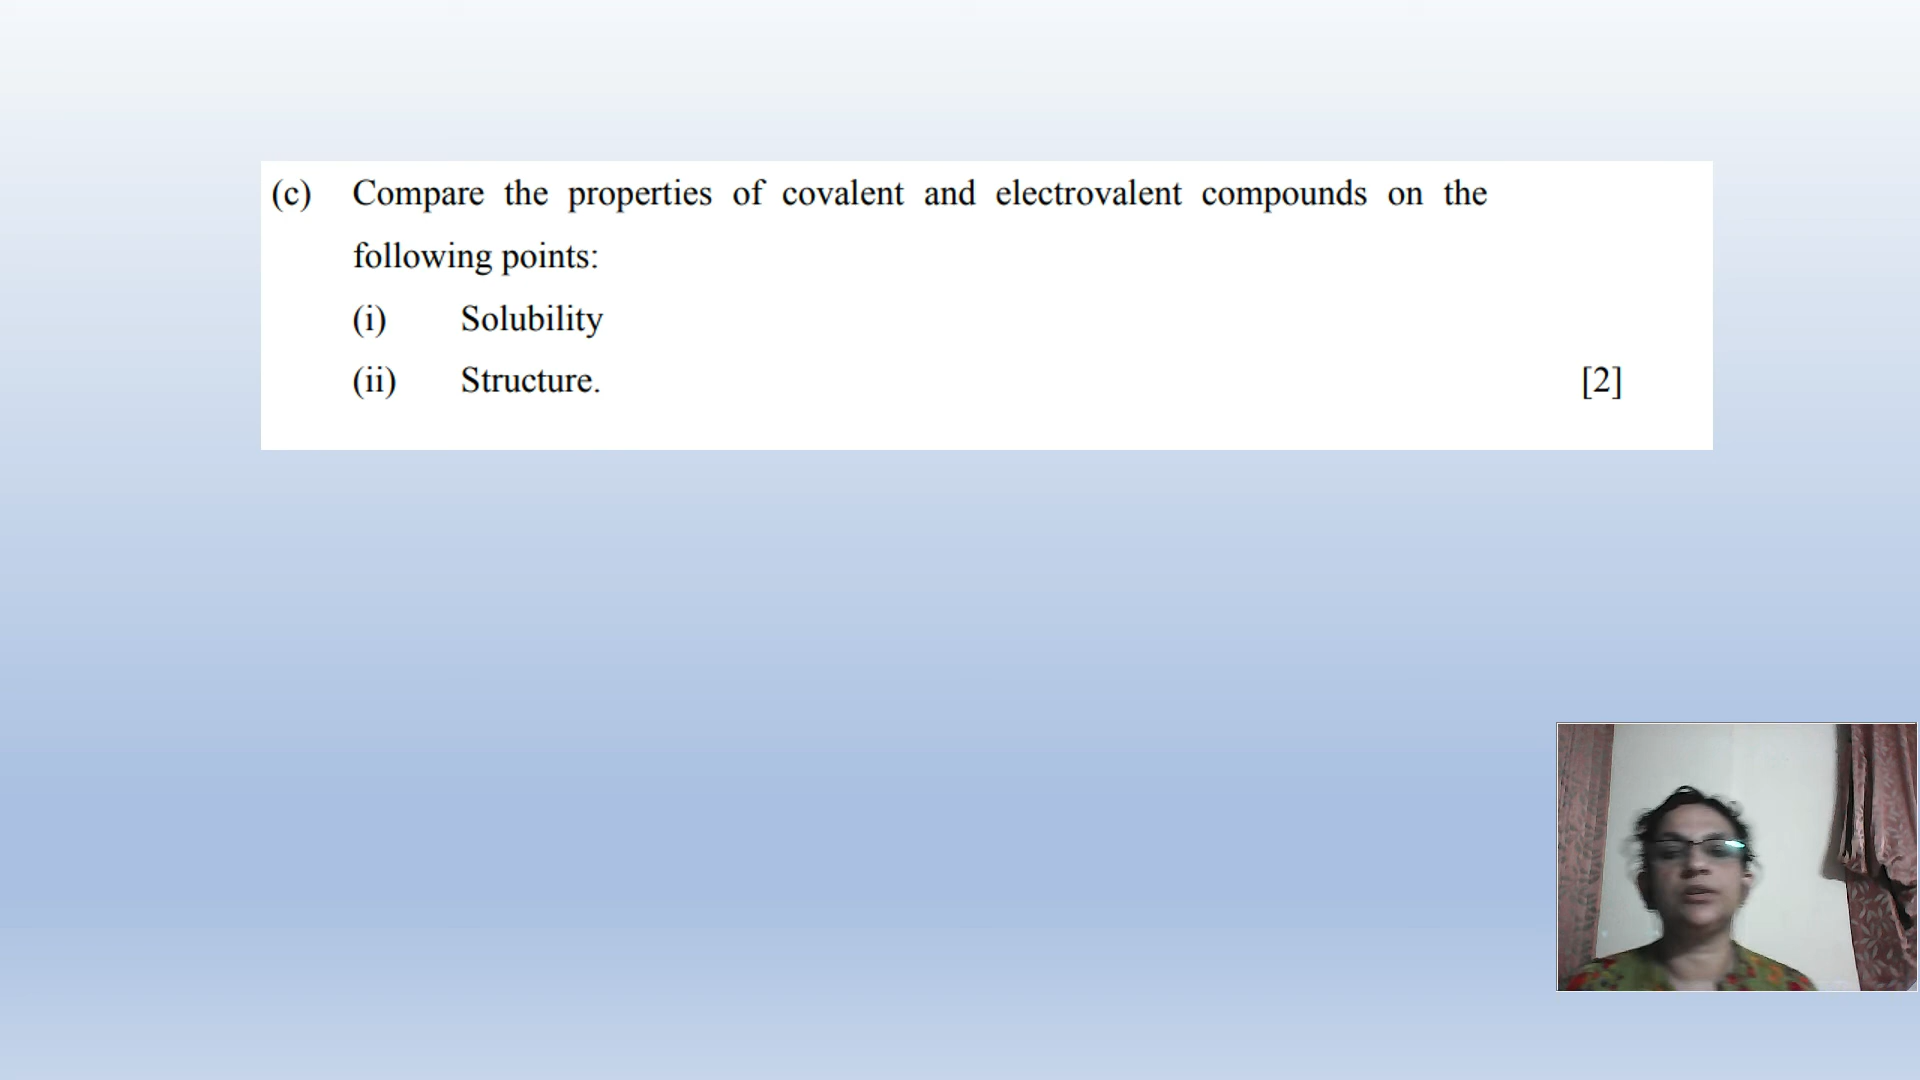 (c) Compare the properties of covalent and electrovalent compounds on the
following points:
(i) Solubility
(ii) Structure. [2]